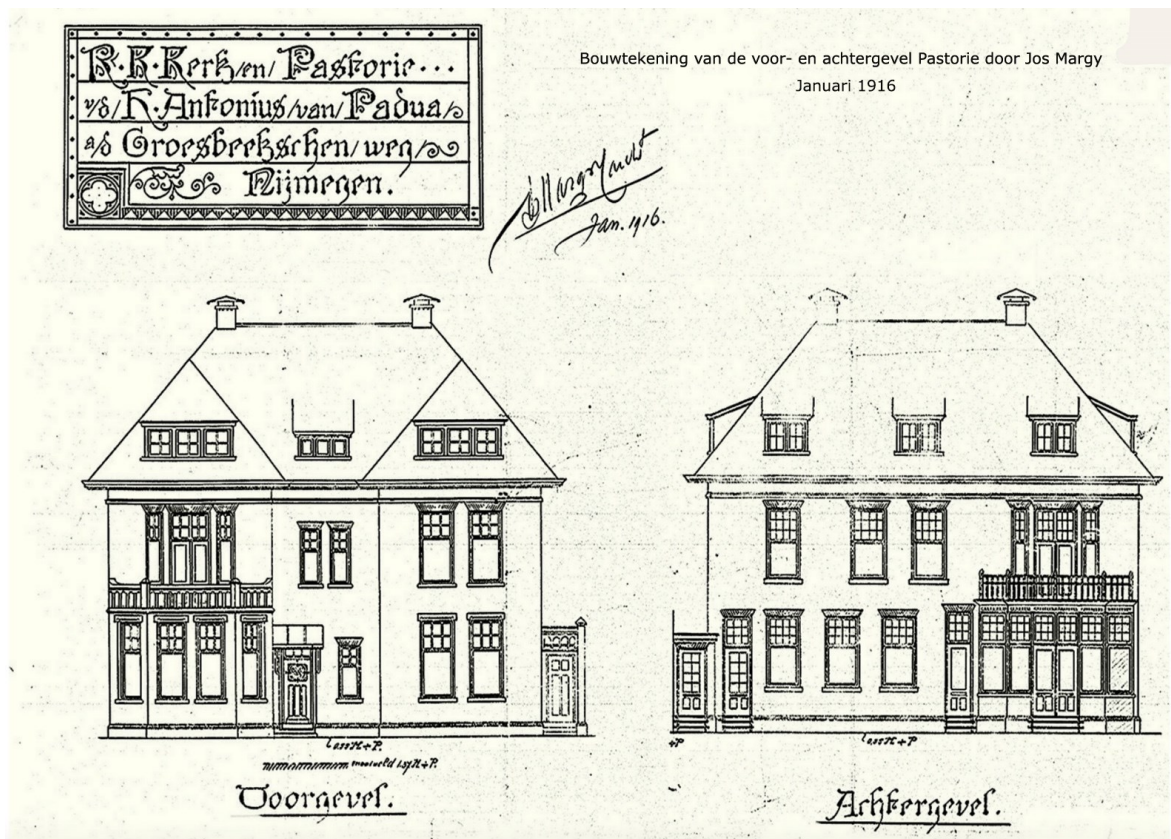 R.K. Kerk/en/ Pastorie...
v/d/ H. Antonius/van/ Padua/
a/d Groesbeekschen/ weg/
Nijmegen.
Bouwtekening van de voor- en achtergevel Pastorie door Jos Margy
Januari 1916
Jan. 1916.
maaiveld
+P
Voorgevel.
Achtergevel.